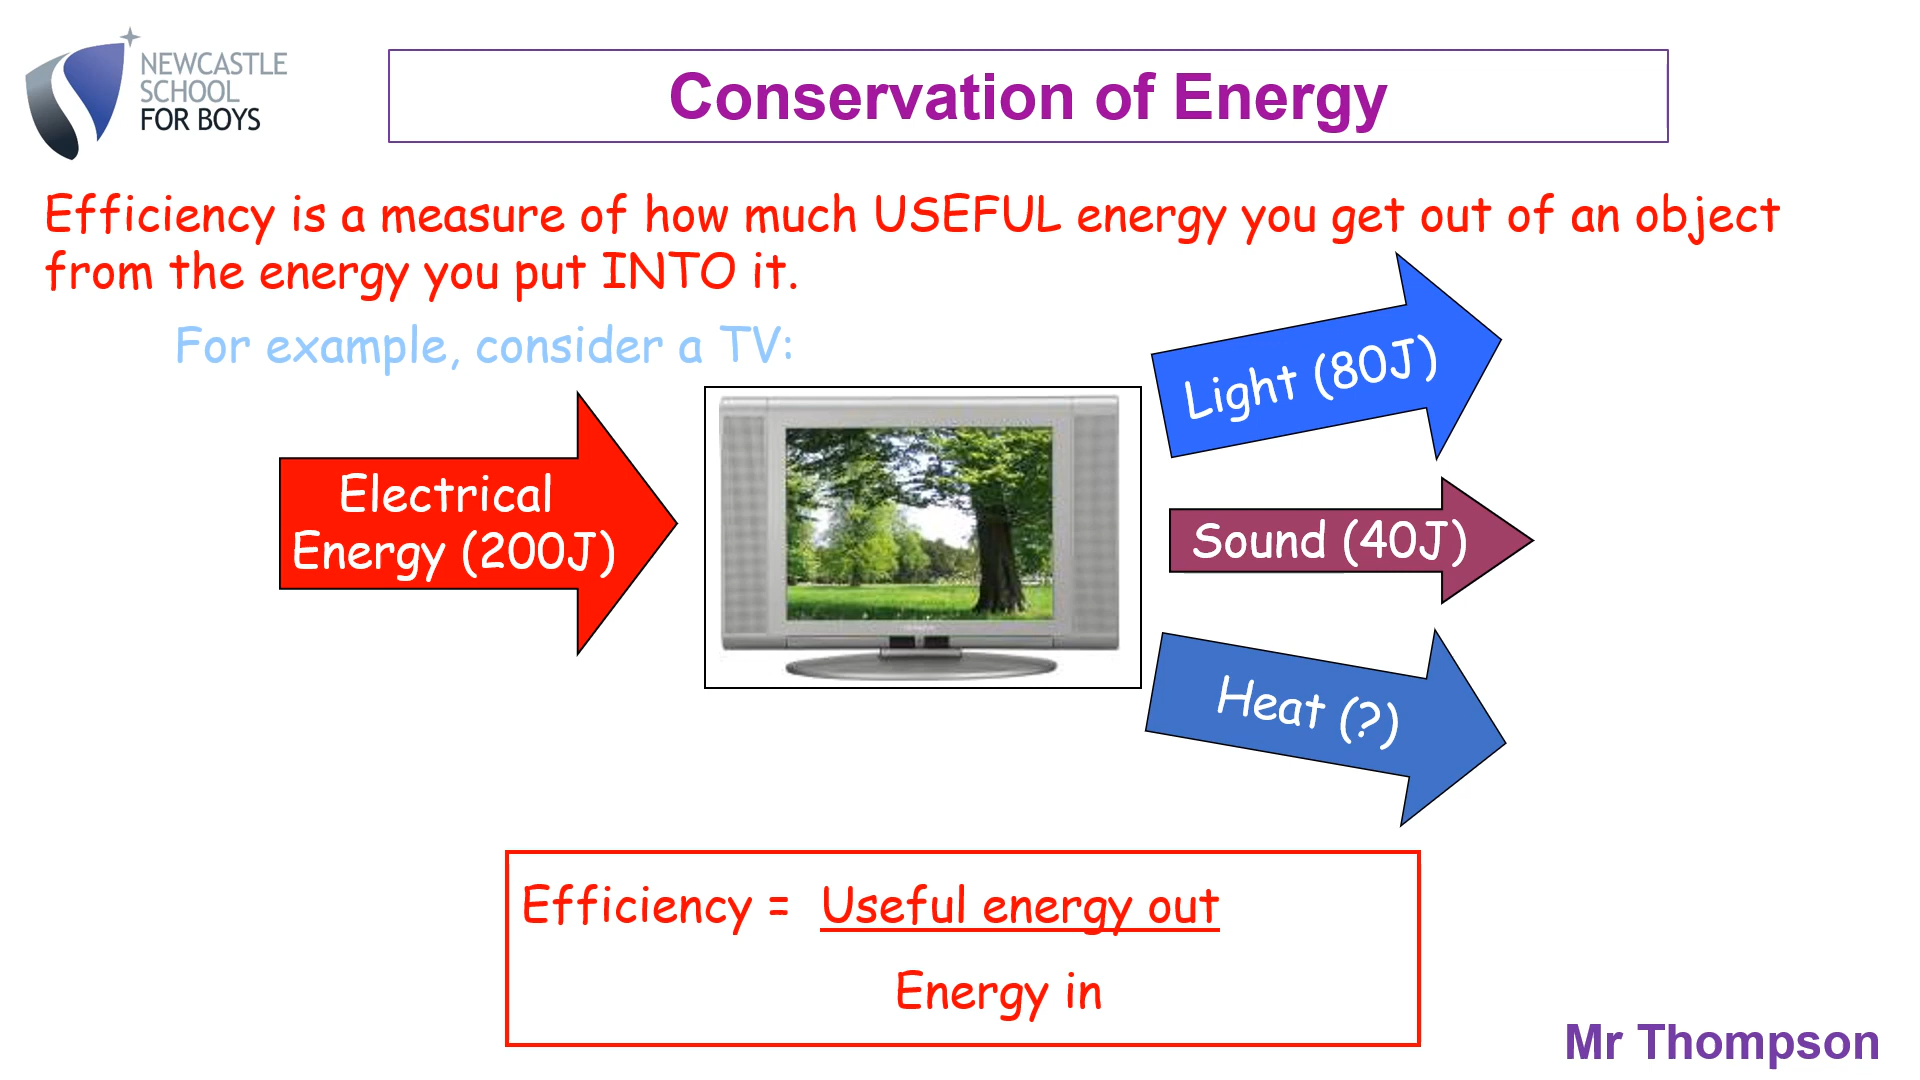 NEWCASTLE
SCHOOL
FOR BOYS
Conservation of Energy
Efficiency is a measure of how much USEFUL energy you get out of an object
from the energy you put INTO it.
For example, consider a TV:
Light (80J)
Electrical
Energy (200J)
Sound (40J)
Heat (?)
Efficiency = Useful energy out
Energy in
Mr Thompson